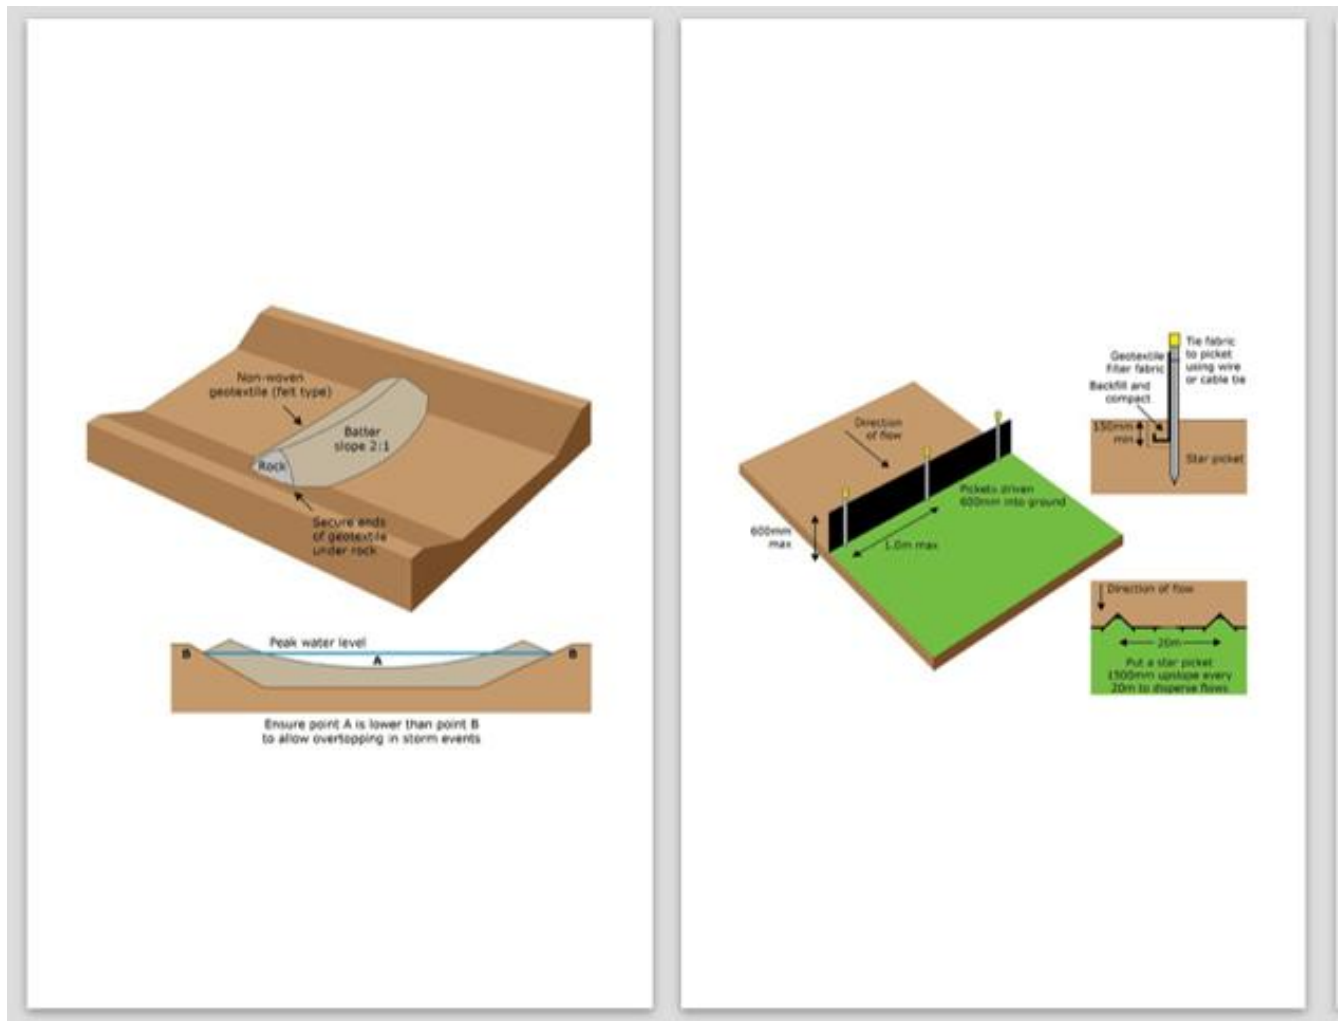 Non-woven
geotextile (felt type)
Batter
slope 2:1
Rock
Secure ends
of geotextile
under rock
Peak water level
B
A
B
Ensure point A is lower than point B
to allow overtopping in storm events
Direction
of flow
Pickets driven
600mm into ground
600mm
max
1.0m max
Geotextile
filter fabric
Tie fabric
to picket
using wire
or cable tie
Backfill and
compact
150mm
min
Star picket
Direction of flow
20m
Put a star picket
1500mm upslope every
20m to disperse flows